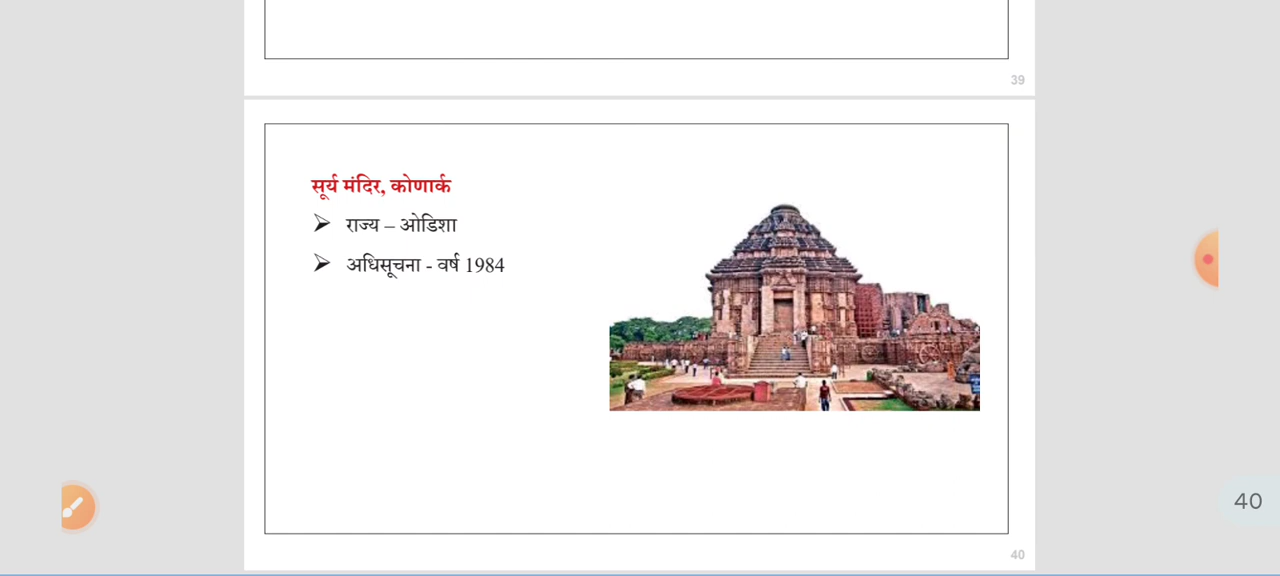 39
सूर्य मंदिर, कोणार्क
➢ राज्य – ओडिशा
➢ अधिसूचना - वर्ष 1984
40
40